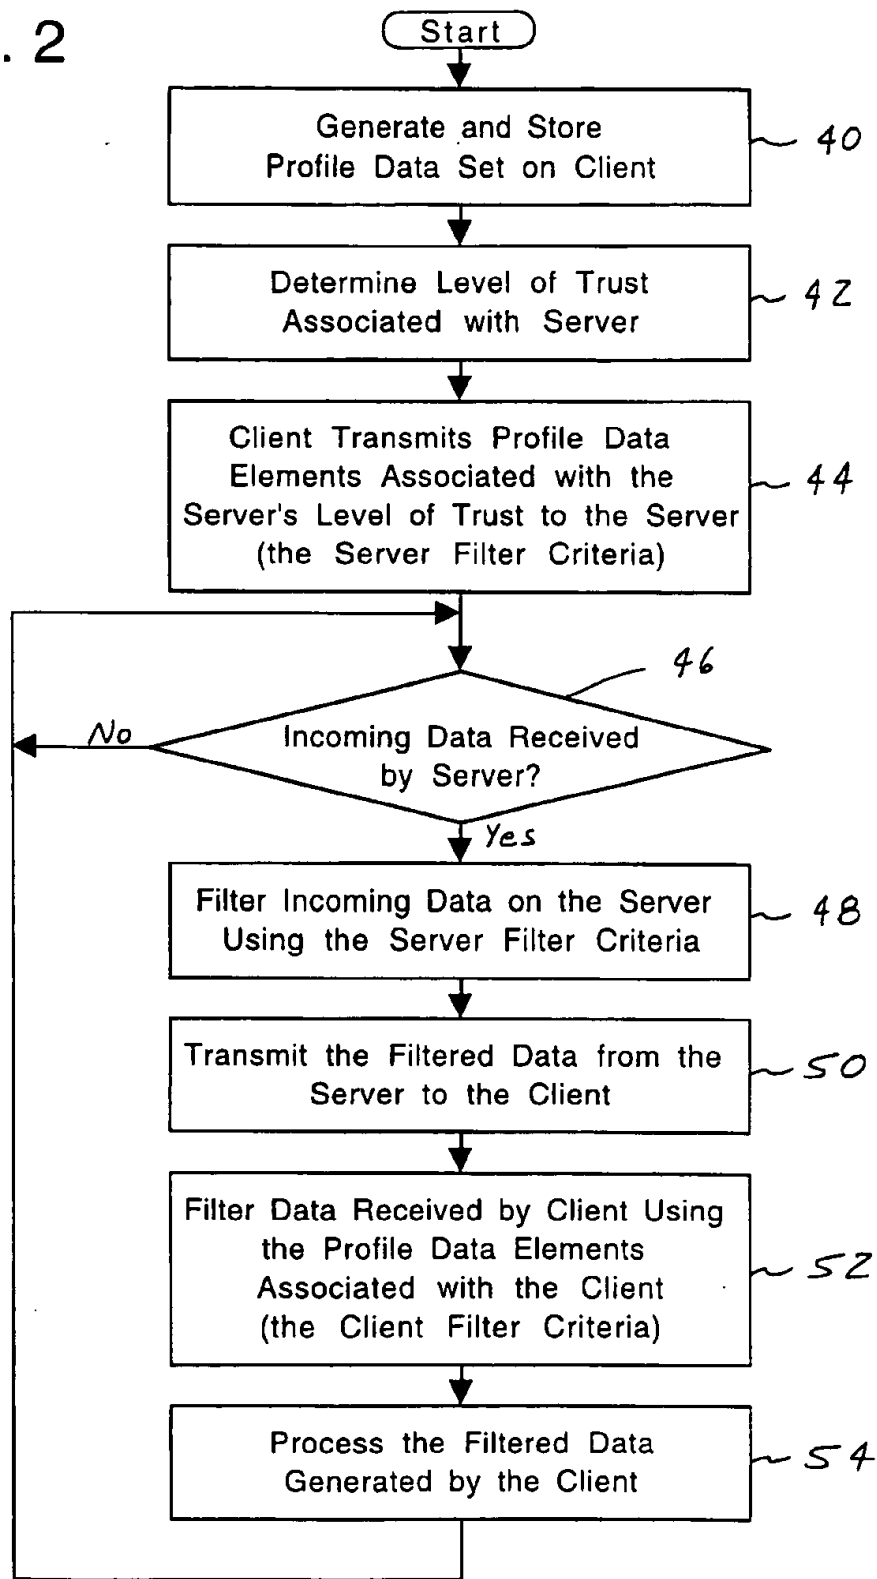 . 2
Start
Generate and Store
Profile Data Set on Client
40
Determine Level of Trust
Associated with Server
42
Client Transmits Profile Data
Elements Associated with the
Server's Level of Trust to the Server
(the Server Filter Criteria)
44
46
No
Incoming Data Received
by Server?
Yes
Filter Incoming Data on the Server
Using the Server Filter Criteria
48
Transmit the Filtered Data from the
Server to the Client
50
Filter Data Received by Client Using
the Profile Data Elements
Associated with the Client
(the Client Filter Criteria)
52
Process the Filtered Data
Generated by the Client
54